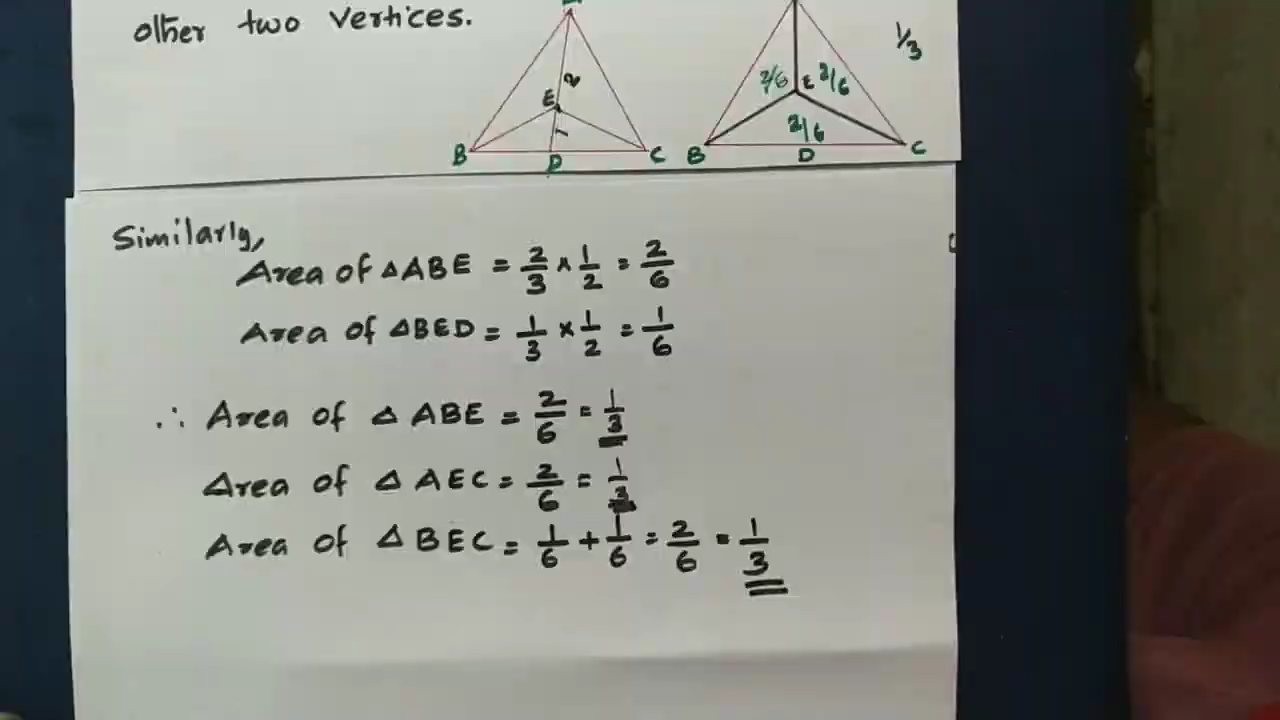 other two vertices.
E
2
1
B
D
C
1/3
2/6
E
2/6
2/6
B
D
C
Similarly,
Area of ΔABE = 2/3 × 1/2 = 2/6
Area of ΔBED = 1/3 × 1/2 = 1/6
∴ Area of Δ ABE = 2/6 = 1/3
Area of Δ AEC = 2/6 = 1/3
Area of Δ BEC = 1/6 + 1/6 = 2/6 = 1/3